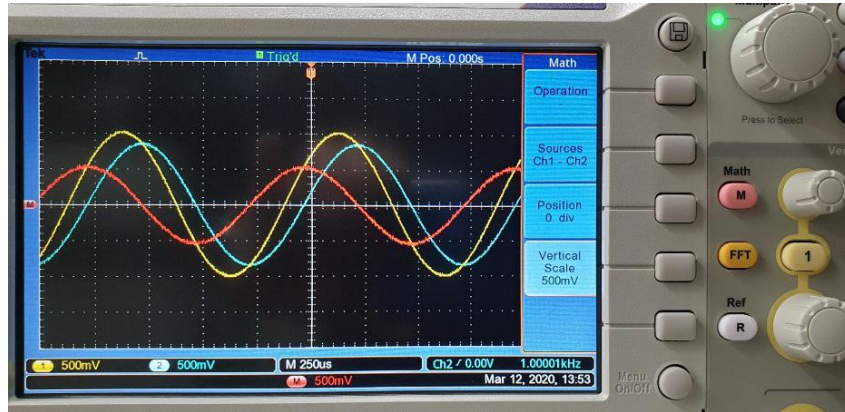 Tek
Trig'd
M Pos: 0.000s
Math
Operation
Sources
Ch1 - Ch2
Position
0. div
Vertical
Scale
500mV
M
1 500mV
2 500mV
M 250us
Ch2 / 0.00V
1.00001kHz
M 500mV
Mar 12, 2020, 13:53
Menu
On/Off
Press to Select
Math
M
FFT
1
Ref
R